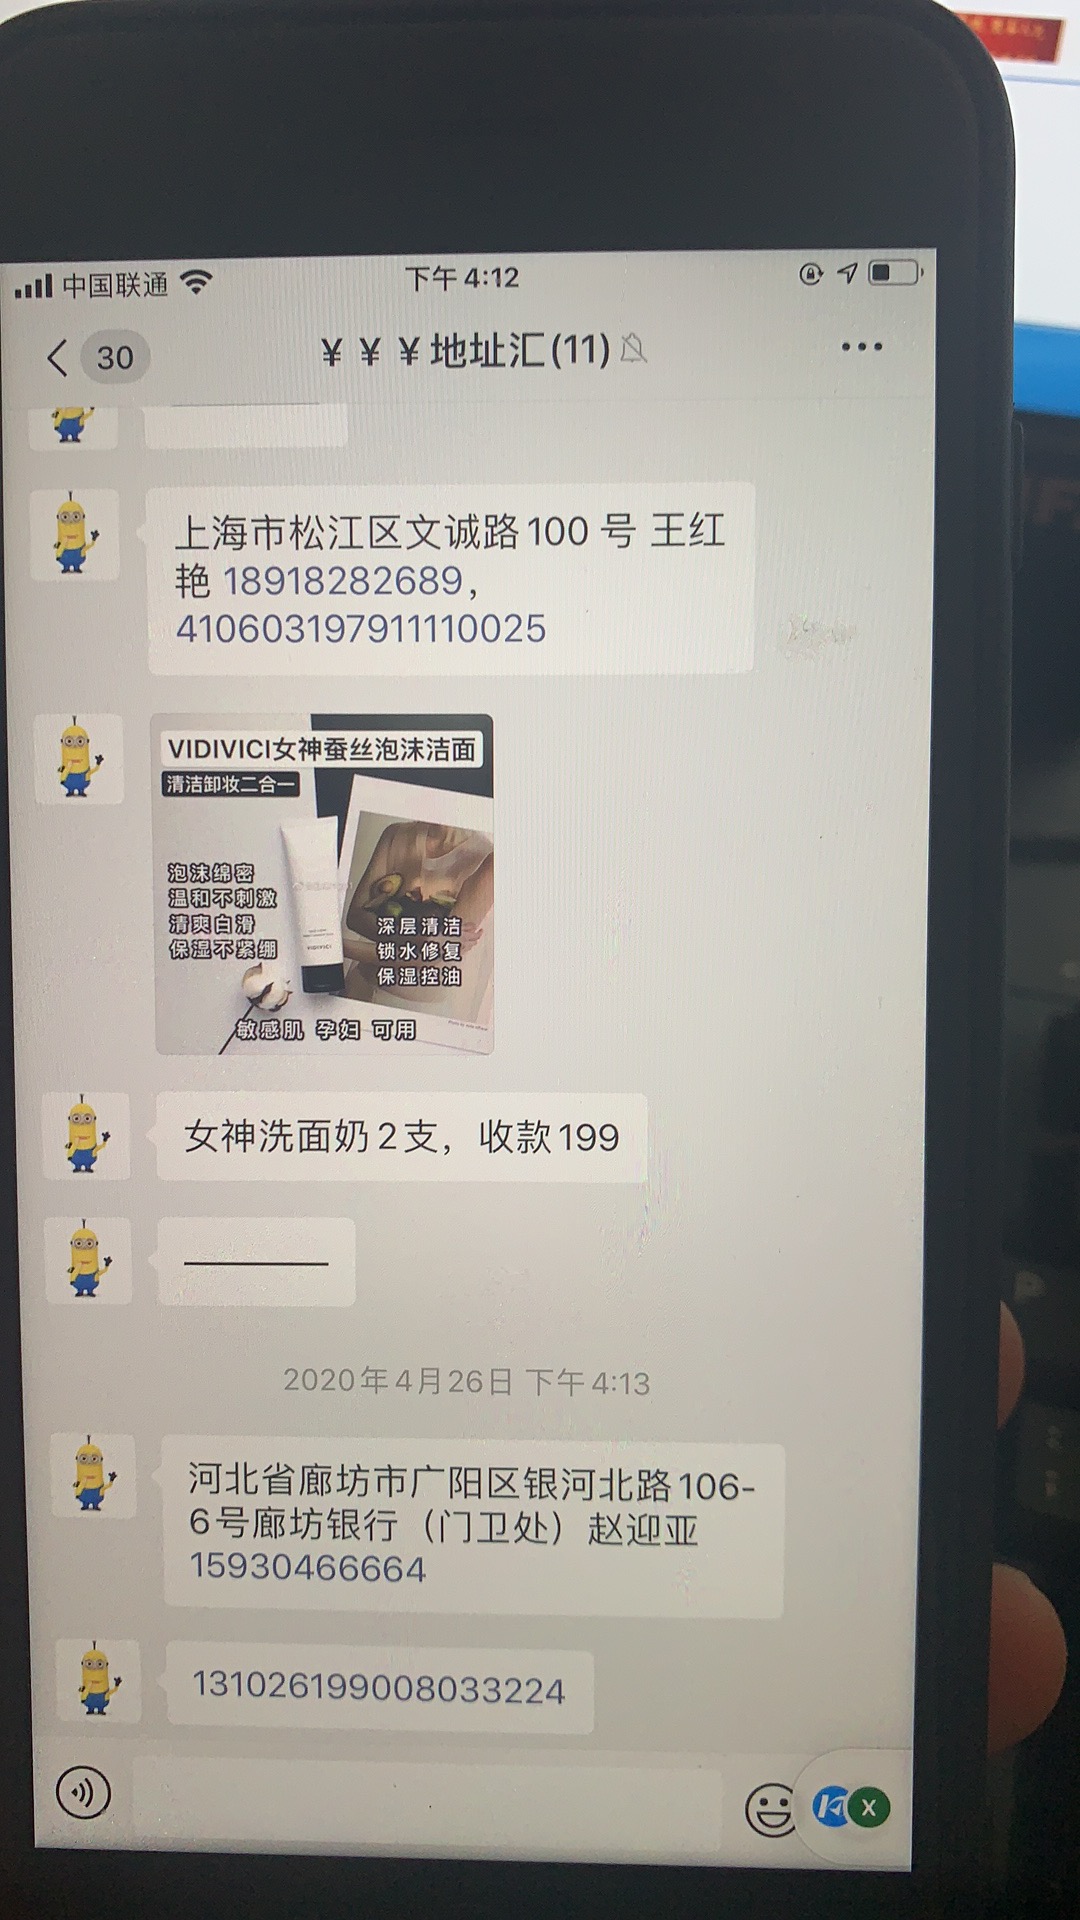 中国联通
下午4:12
30
¥ ¥ ¥地址汇(11)
上海市松江区文诚路100 号 王红
艳 18918282689，
410603197911110025
VIDIVICI女神蚕丝泡沫洁面
清洁卸妆二合一
泡沫绵密
温和不刺激
清爽白滑
保湿不紧绷
深层清洁
锁水修复
保湿控油
VIDIVICI
敏感肌 孕妇 可用
女神洗面奶2支，收款199
————
2020年4月26日 下午4:13
河北省廊坊市广阳区银河北路106-
6号廊坊银行（门卫处）赵迎亚
15930466664
131026199008033224
X